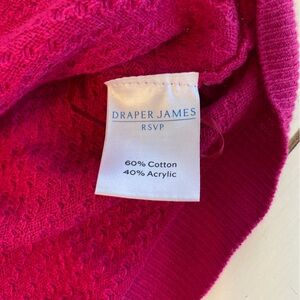 DRAPER JAMES
RSVP
60% Cotton
40% Acrylic